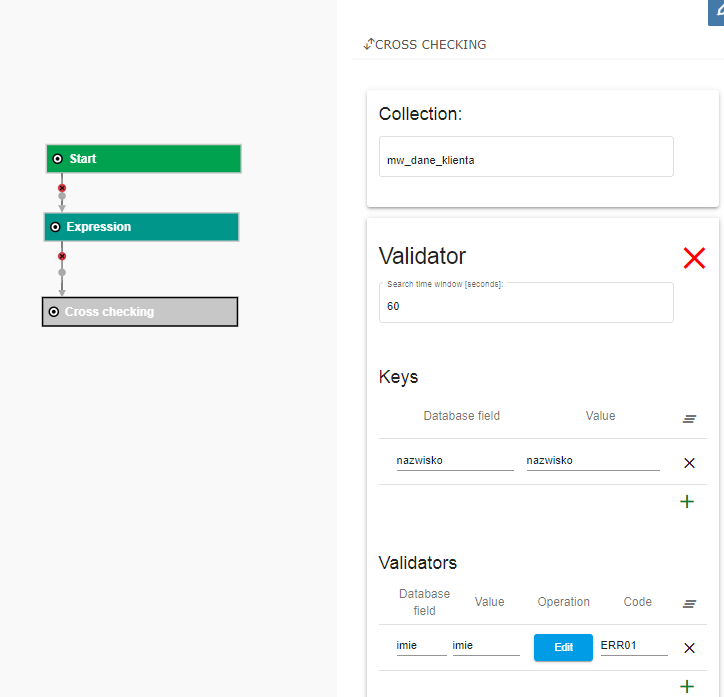 CROSS CHECKING
Start
Expression
Cross checking
Collection:
mw_dane_klienta
Validator
Search time window [seconds]:
60
Keys
Database field Value
nazwisko nazwisko
Validators
Database field Value Operation Code
imie imie Edit ERR01